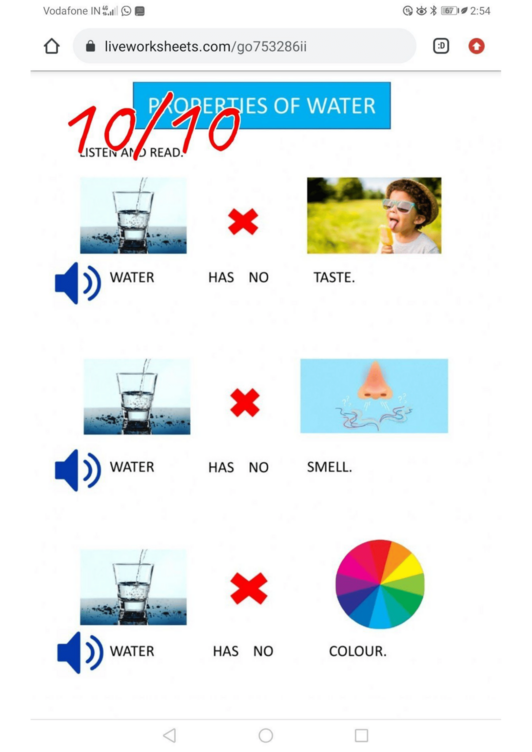 Vodafone IN 67 2:54
liveworksheets.com/go753286ii :D
PROPERTIES OF WATER
10/10
LISTEN AND READ.
WATER HAS NO TASTE.
WATER HAS NO SMELL.
WATER HAS NO COLOUR.